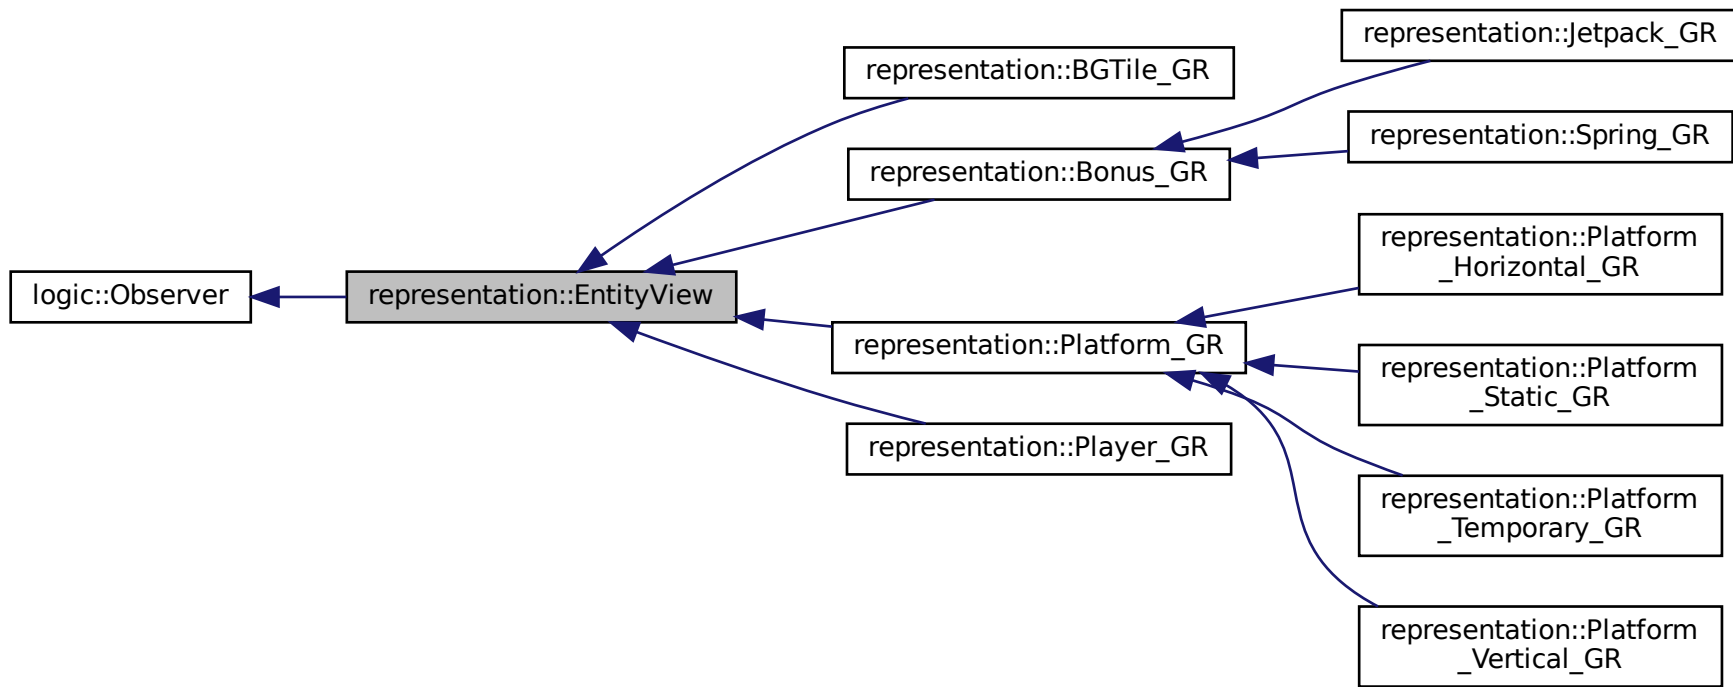 representation::Jetpack_GR
representation::BGTile_GR
representation::Spring_GR
representation::Bonus_GR
representation::Platform
_Horizontal_GR
logic::Observer
representation::EntityView
representation::Platform_GR
representation::Platform
_Static_GR
representation::Player_GR
representation::Platform
_Temporary_GR
representation::Platform
_Vertical_GR